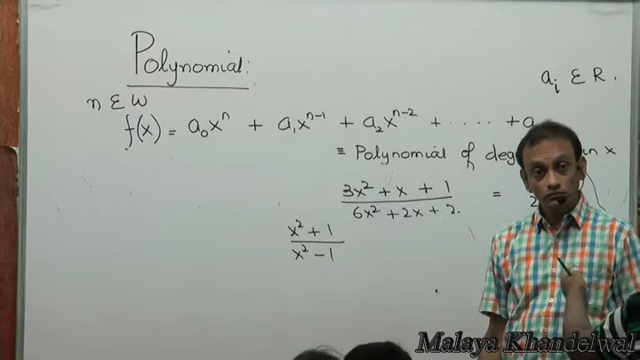 Polynomial:
aᵢ ∈ R.
n ∈ W
f(x) = a₀xⁿ + a₁xⁿ⁻¹ + a₂xⁿ⁻² + ..... + a
≡ Polynomial of deg in x
3x² + x + 1 =
6x² + 2x + 2.
x² + 1
x² - 1
Malaya Khandelwal